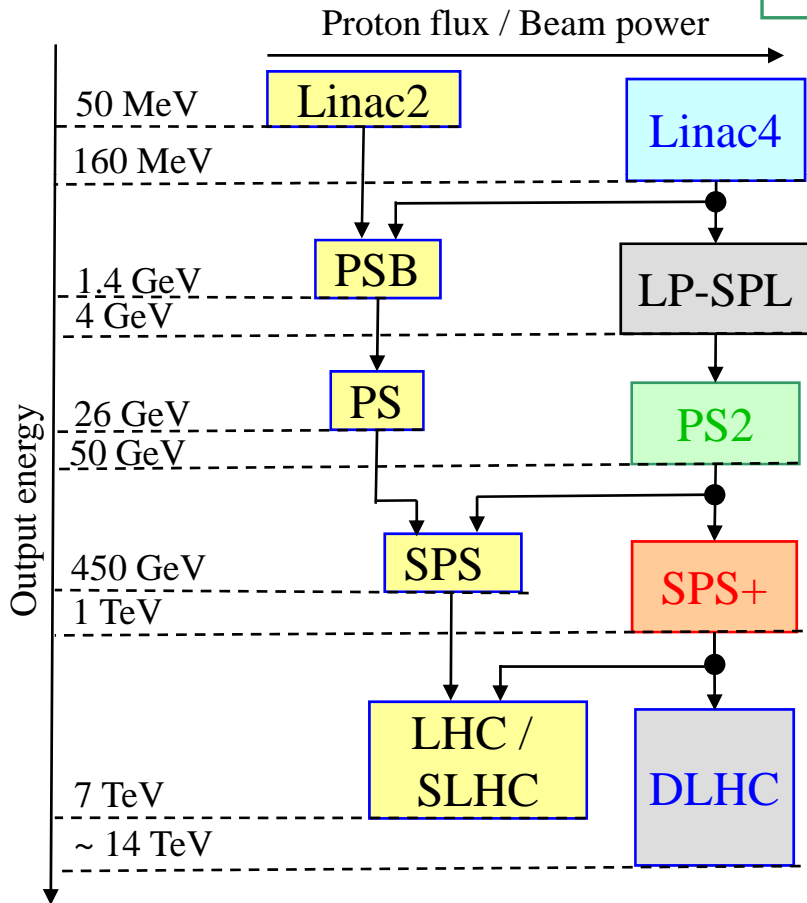 Proton flux / Beam power
50 MeV
Linac2
Linac4
160 MeV
PSB
LP-SPL
1.4 GeV
4 GeV
PS
PS2
26 GeV
50 GeV
Output energy
SPS
SPS+
450 GeV
1 TeV
LHC /
SLHC
DLHC
7 TeV
~ 14 TeV